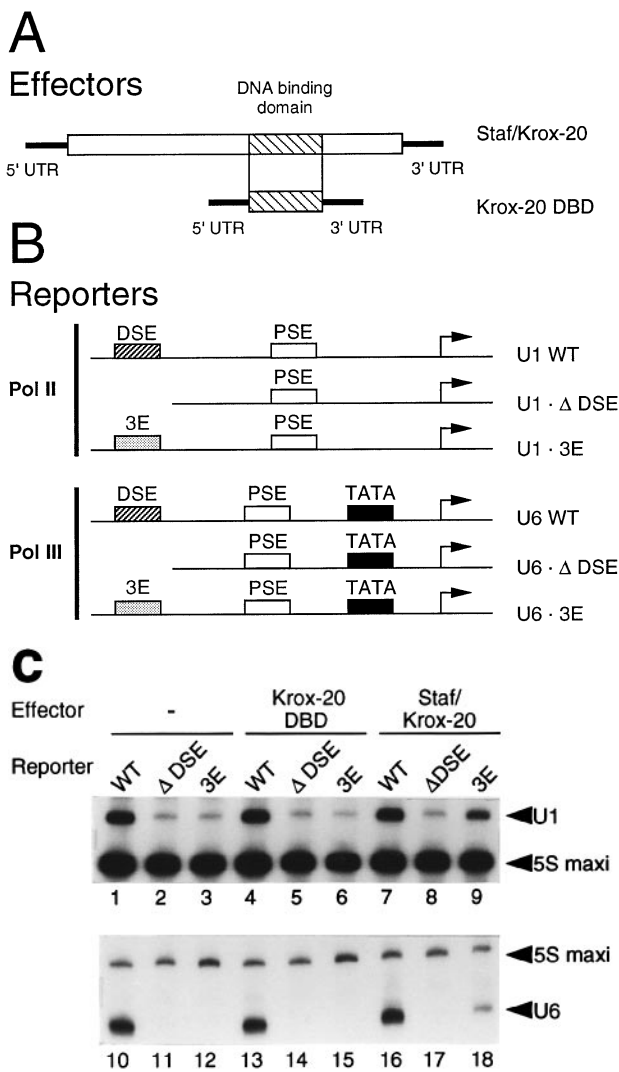 A
Effectors
DNA binding
domain
Staf/Krox-20
5' UTR
3' UTR
Krox-20 DBD
5' UTR
3' UTR
B
Reporters
Pol II
DSE
PSE
U1 WT
PSE
U1 · Δ DSE
3E
PSE
U1 · 3E
Pol III
DSE
PSE
TATA
U6 WT
PSE
TATA
U6 · Δ DSE
3E
PSE
TATA
U6 · 3E
C
Effector
-
Krox-20
DBD
Staf/
Krox-20
Reporter
WT
Δ DSE
3E
WT
Δ DSE
3E
WT
ΔDSE
3E
U1
5S maxi
1 2 3 4 5 6 7 8 9
5S maxi
U6
10 11 12 13 14 15 16 17 18